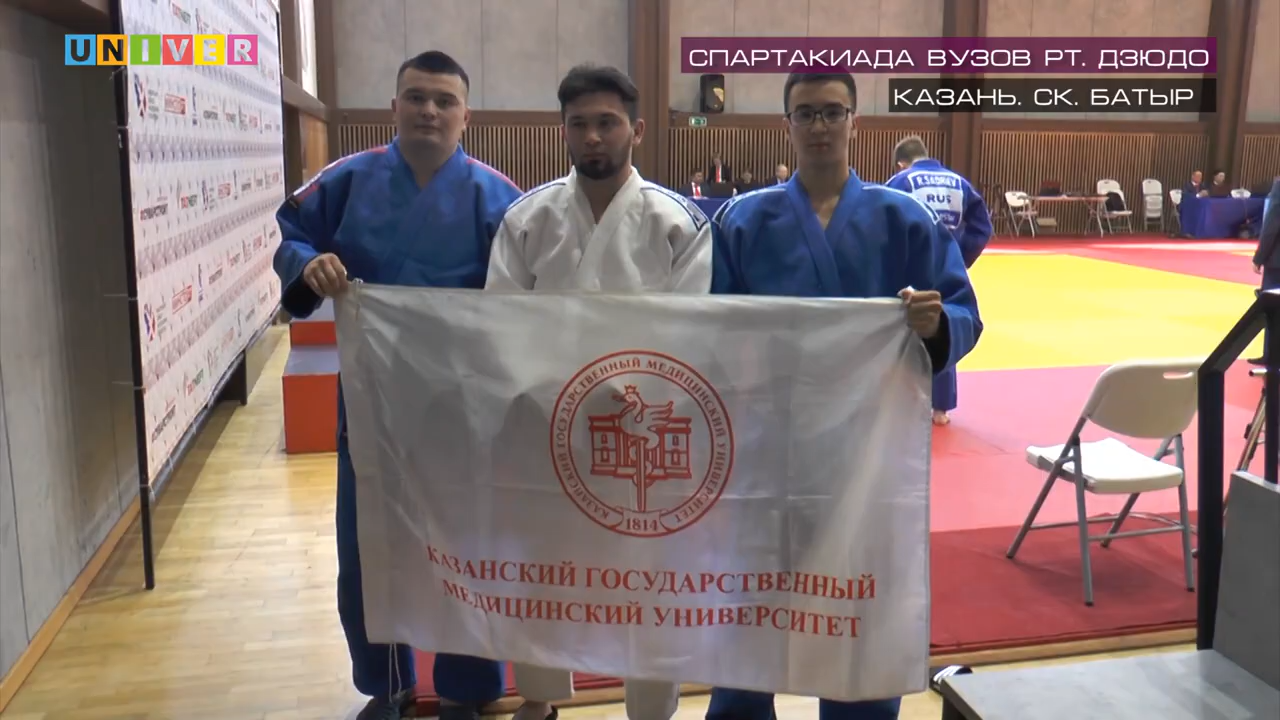 UNIVER
СПАРТАКИАДА ВУЗОВ РТ. ДЗЮДО
КАЗАНЬ. СК. БАТЫР
RUS
КАЗАНСКИЙ ГОСУДАРСТВЕННЫЙ МЕДИЦИНСКИЙ УНИВЕРСИТЕТ
1814
КАЗАНСКИЙ ГОСУДАРСТВЕННЫЙ
МЕДИЦИНСКИЙ УНИВЕРСИТЕТ